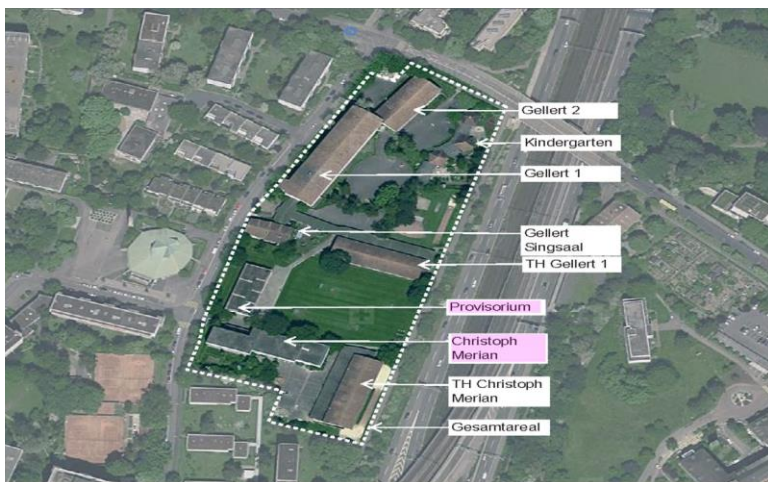 Gellert 2
Kindergarten
Gellert 1
Gellert
Singsaal
TH Gellert 1
Provisorium
Christoph
Merian
TH Christoph
Merian
Gesamtareal